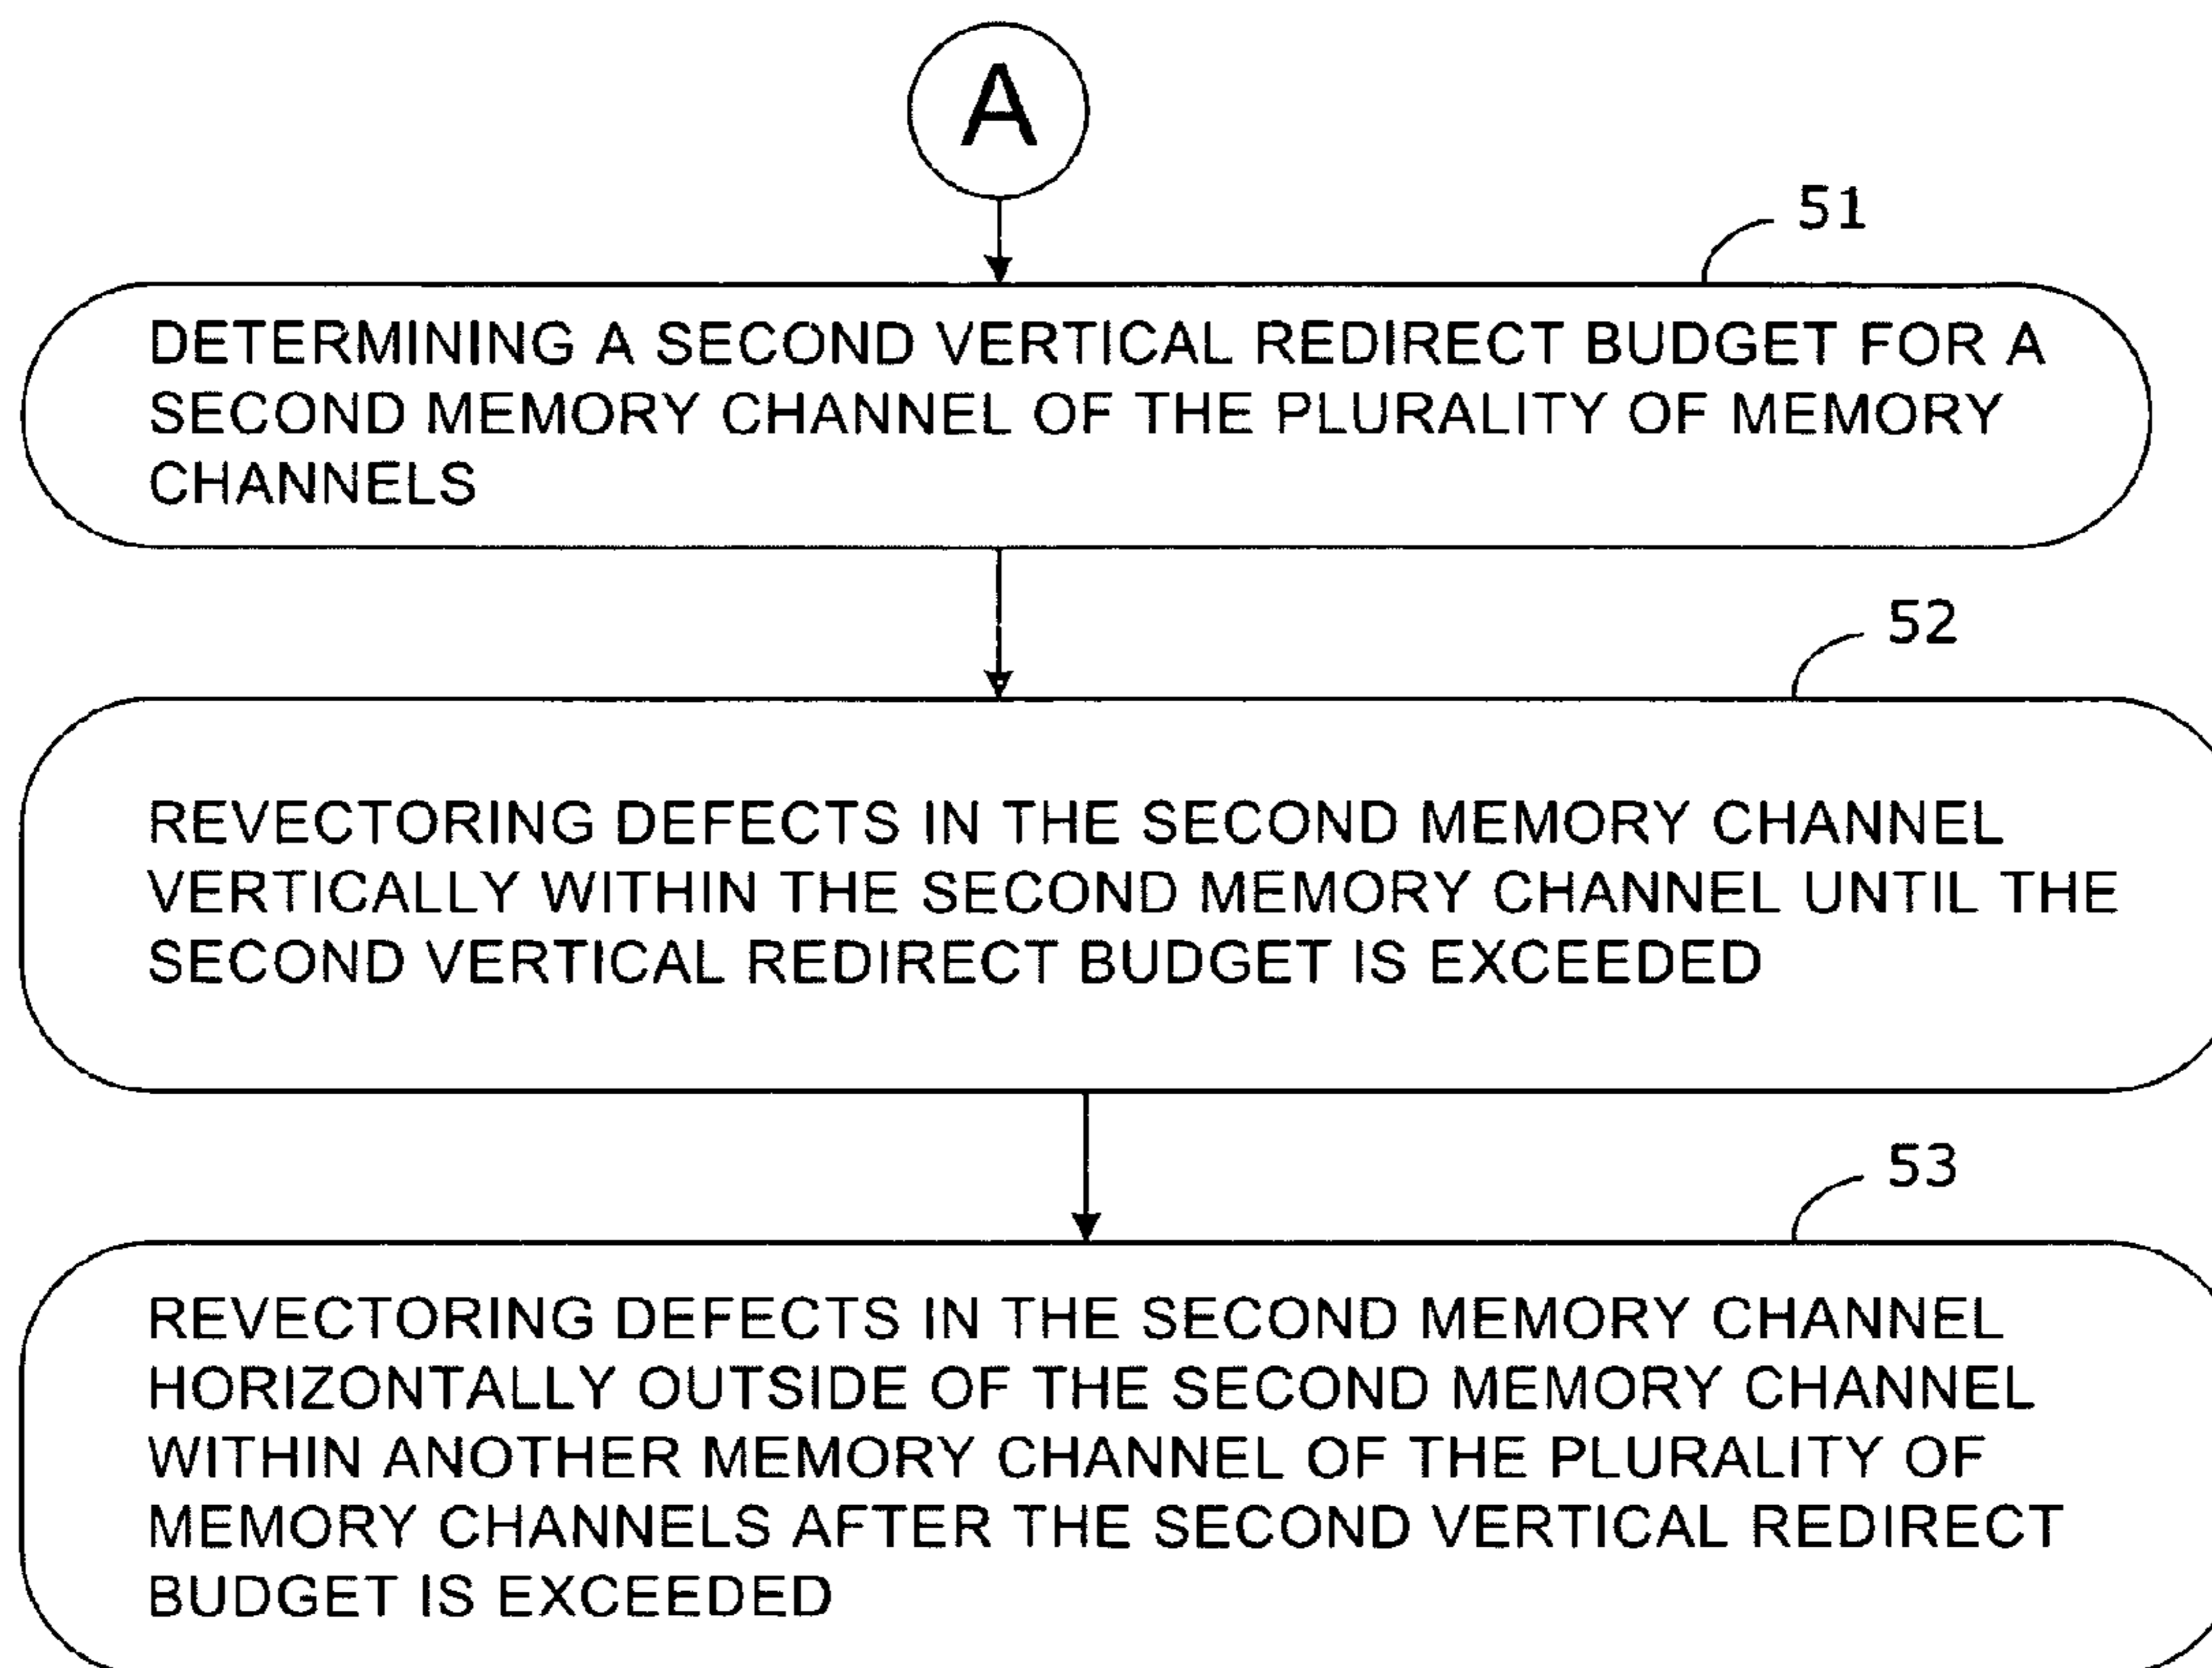 A
51
DETERMINING A SECOND VERTICAL REDIRECT BUDGET FOR A
SECOND MEMORY CHANNEL OF THE PLURALITY OF MEMORY
CHANNELS
52
REVECTORING DEFECTS IN THE SECOND MEMORY CHANNEL
VERTICALLY WITHIN THE SECOND MEMORY CHANNEL UNTIL THE
SECOND VERTICAL REDIRECT BUDGET IS EXCEEDED
53
REVECTORING DEFECTS IN THE SECOND MEMORY CHANNEL
HORIZONTALLY OUTSIDE OF THE SECOND MEMORY CHANNEL
WITHIN ANOTHER MEMORY CHANNEL OF THE PLURALITY OF
MEMORY CHANNELS AFTER THE SECOND VERTICAL REDIRECT
BUDGET IS EXCEEDED